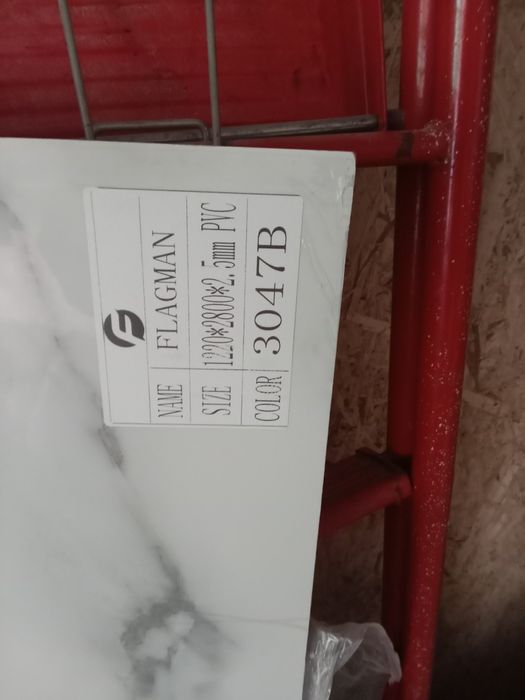 NAME FLAGMAN
SIZE 1220*2800*2.5mm PVC
COLOR 3047B